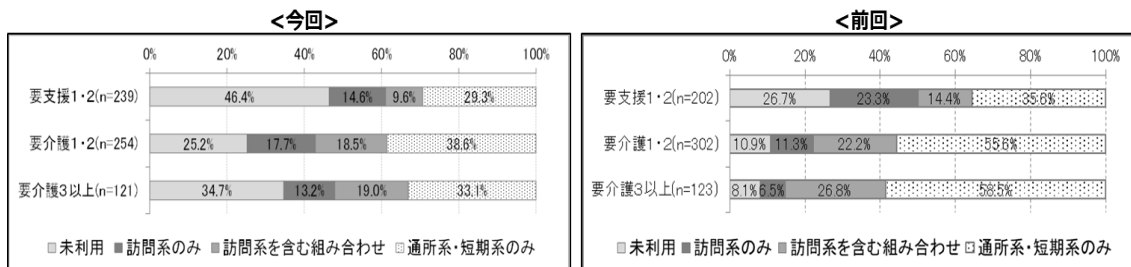 <今回>
0% 20% 40% 60% 80% 100%
要支援1・2(n=239) 46.4% 14.6% 9.6% 29.3%
要介護1・2(n=254) 25.2% 17.7% 18.5% 38.6%
要介護3以上(n=121) 34.7% 13.2% 19.0% 33.1%
未利用 訪問系のみ 訪問系を含む組み合わせ 通所系・短期系のみ
<前回>
0% 20% 40% 60% 80% 100%
要支援1・2(n=202) 26.7% 23.3% 14.4% 35.6%
要介護1・2(n=302) 10.9% 11.3% 22.2% 55.6%
要介護3以上(n=123) 8.1% 6.5% 26.8% 58.5%
未利用 訪問系のみ 訪問系を含む組み合わせ 通所系・短期系のみ